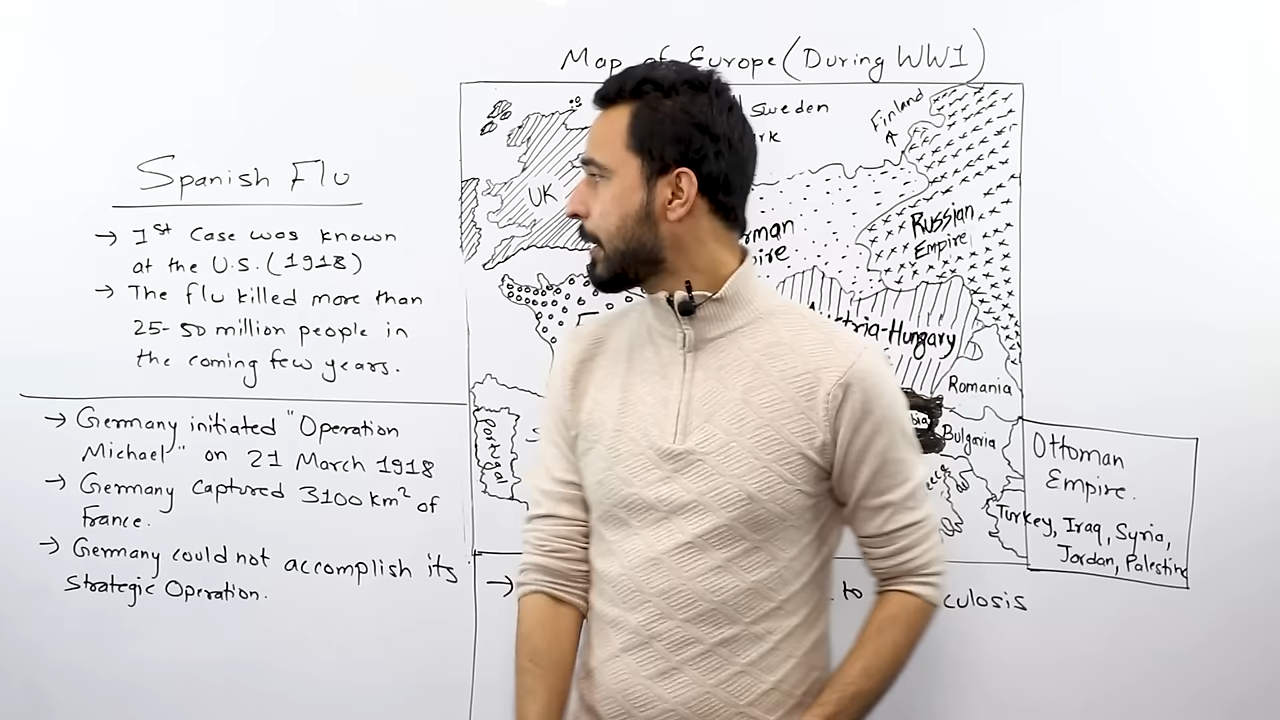 Map of Europe (During WW1)
Spanish Flu
→ 1st Case was known
at the U.S. (1918)
→ The flu killed more than
25-50 million people in
the coming few years.
→ Germany initiated "Operation
Michael" on 21 March 1918
→ Germany captured 3100 km² of
France.
→ Germany could not accomplish its
Strategic Operation.
Sweden
Finland
UK
Russian
Empire
Romania
Bulgaria
Portugal
Ottoman
Empire.
Turkey, Iraq, Syria,
Jordan, Palestine
→ to